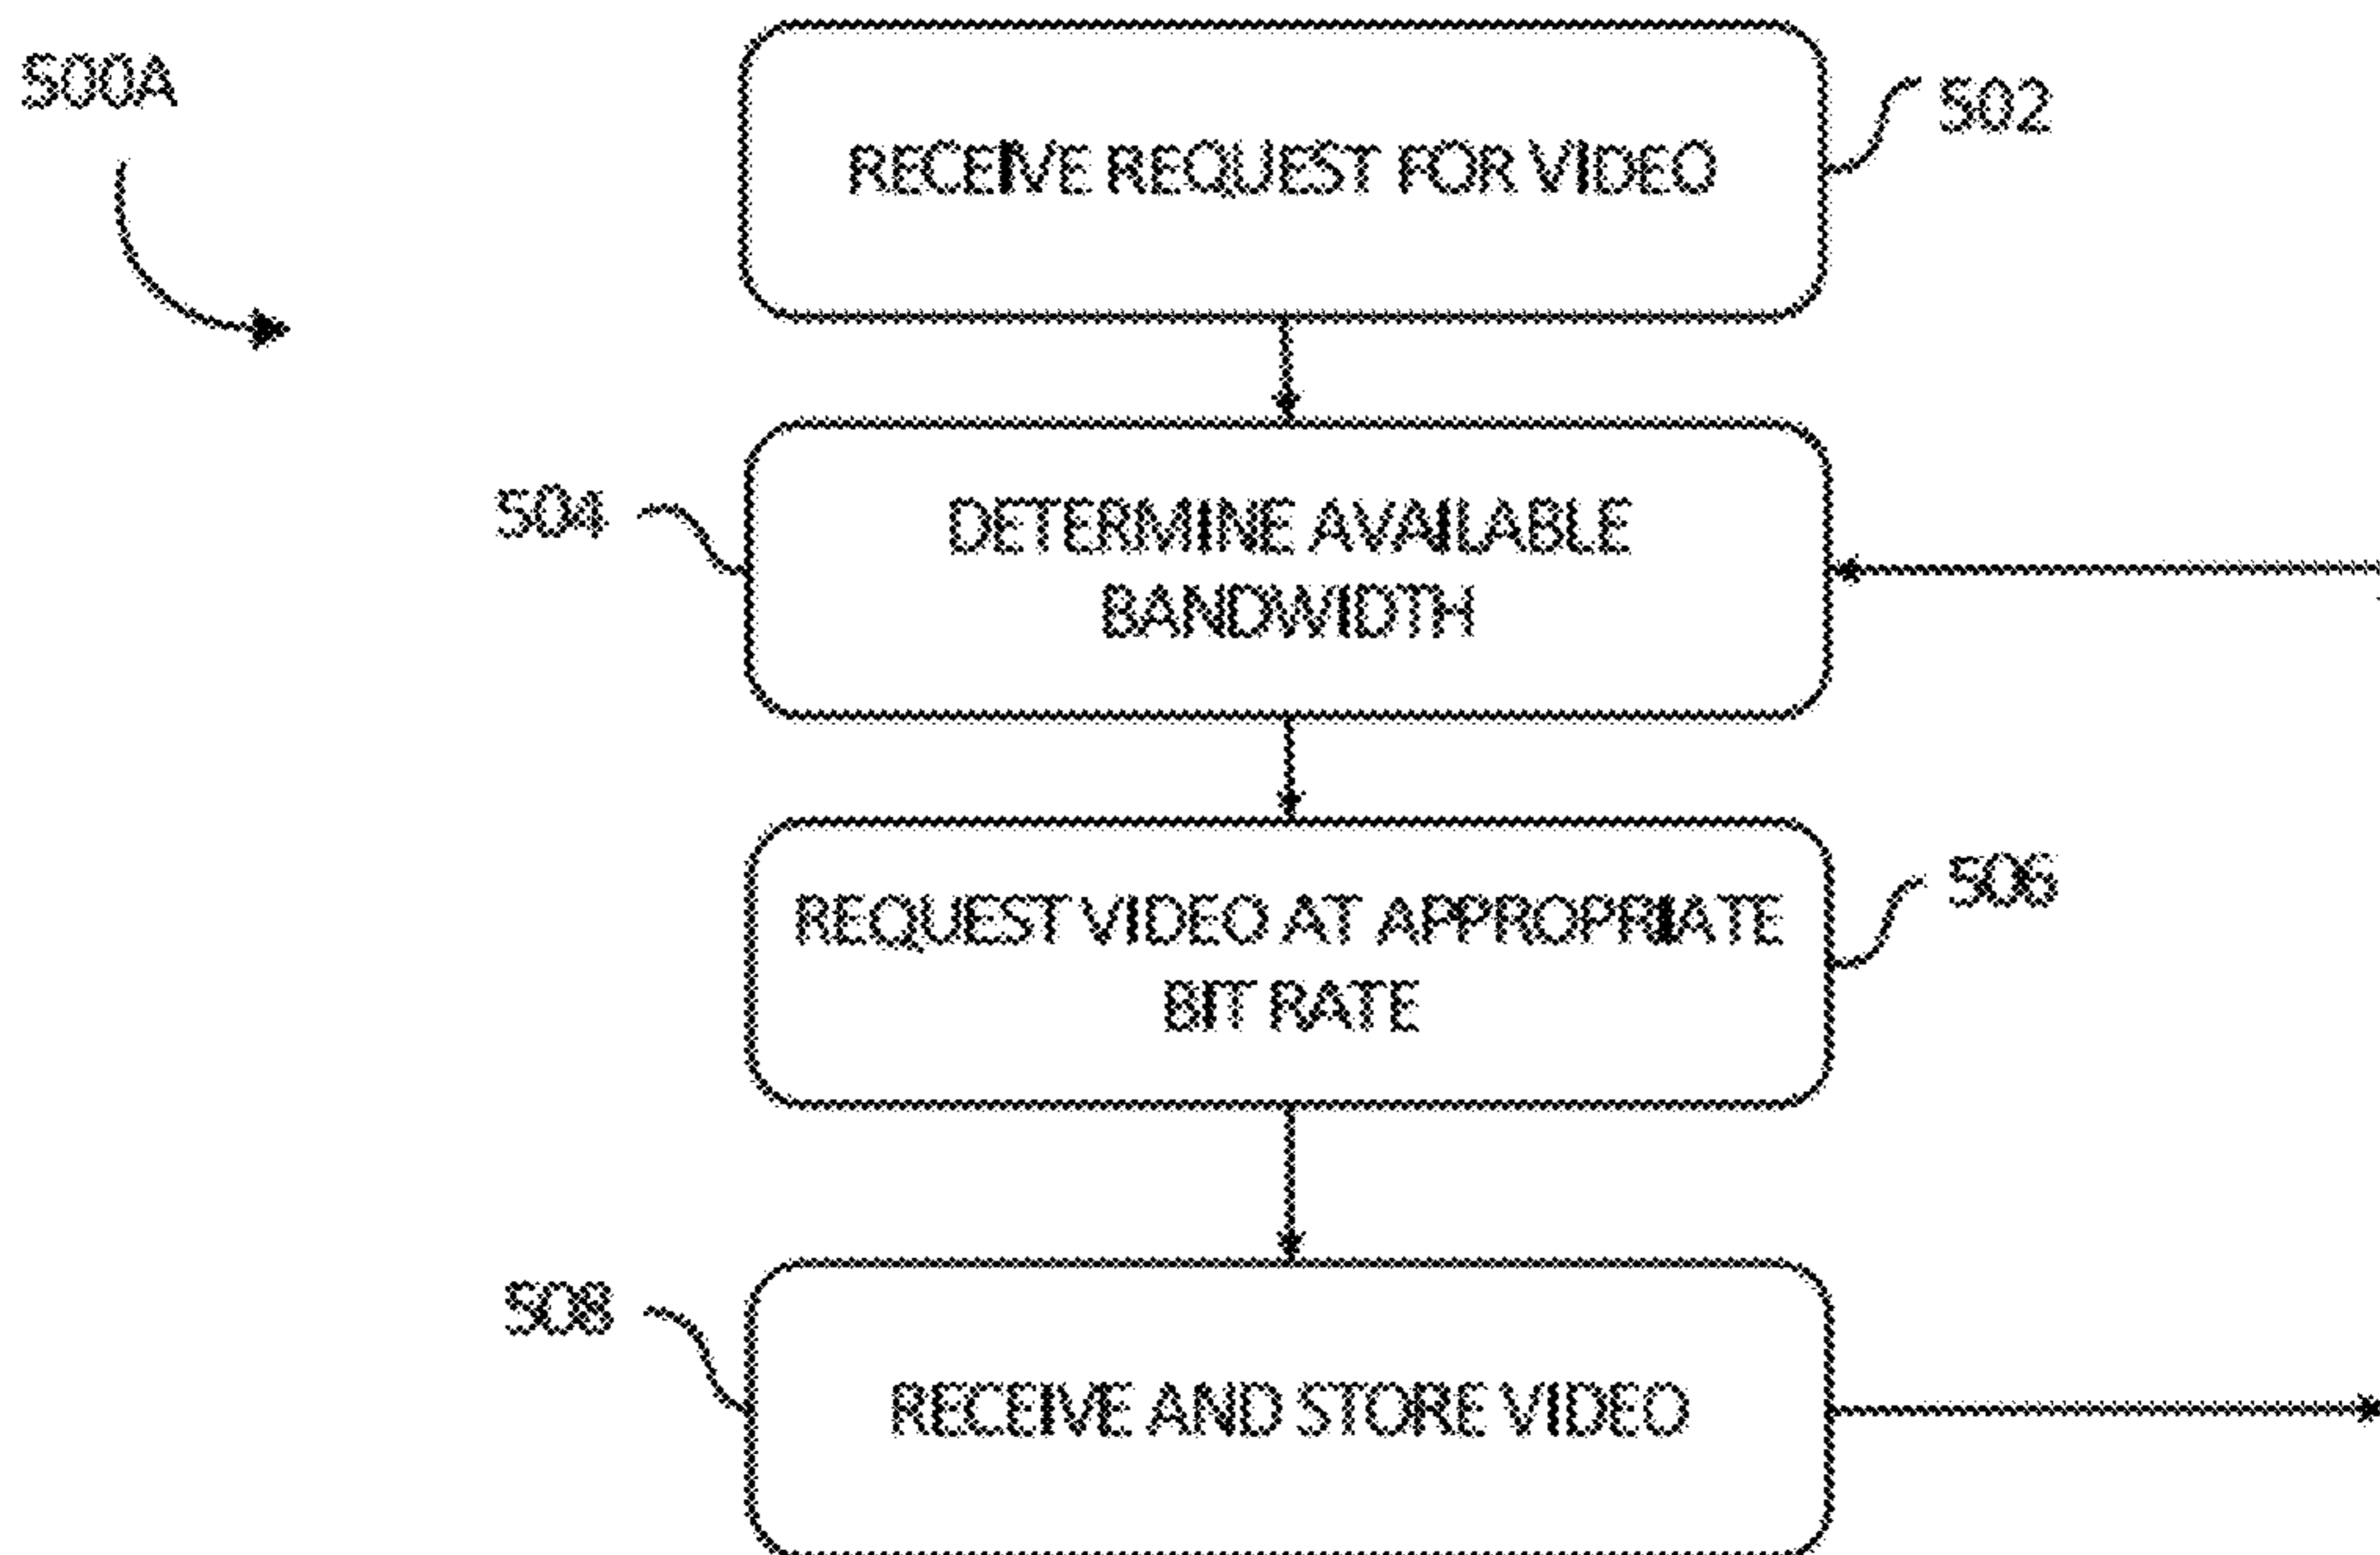 500A
RECEIVE REQUEST FOR VIDEO
502
504
DETERMINE AVAILABLE
BANDWIDTH
REQUEST VIDEO AT APPROPRIATE
BIT RATE
506
508
RECEIVE AND STORE VIDEO